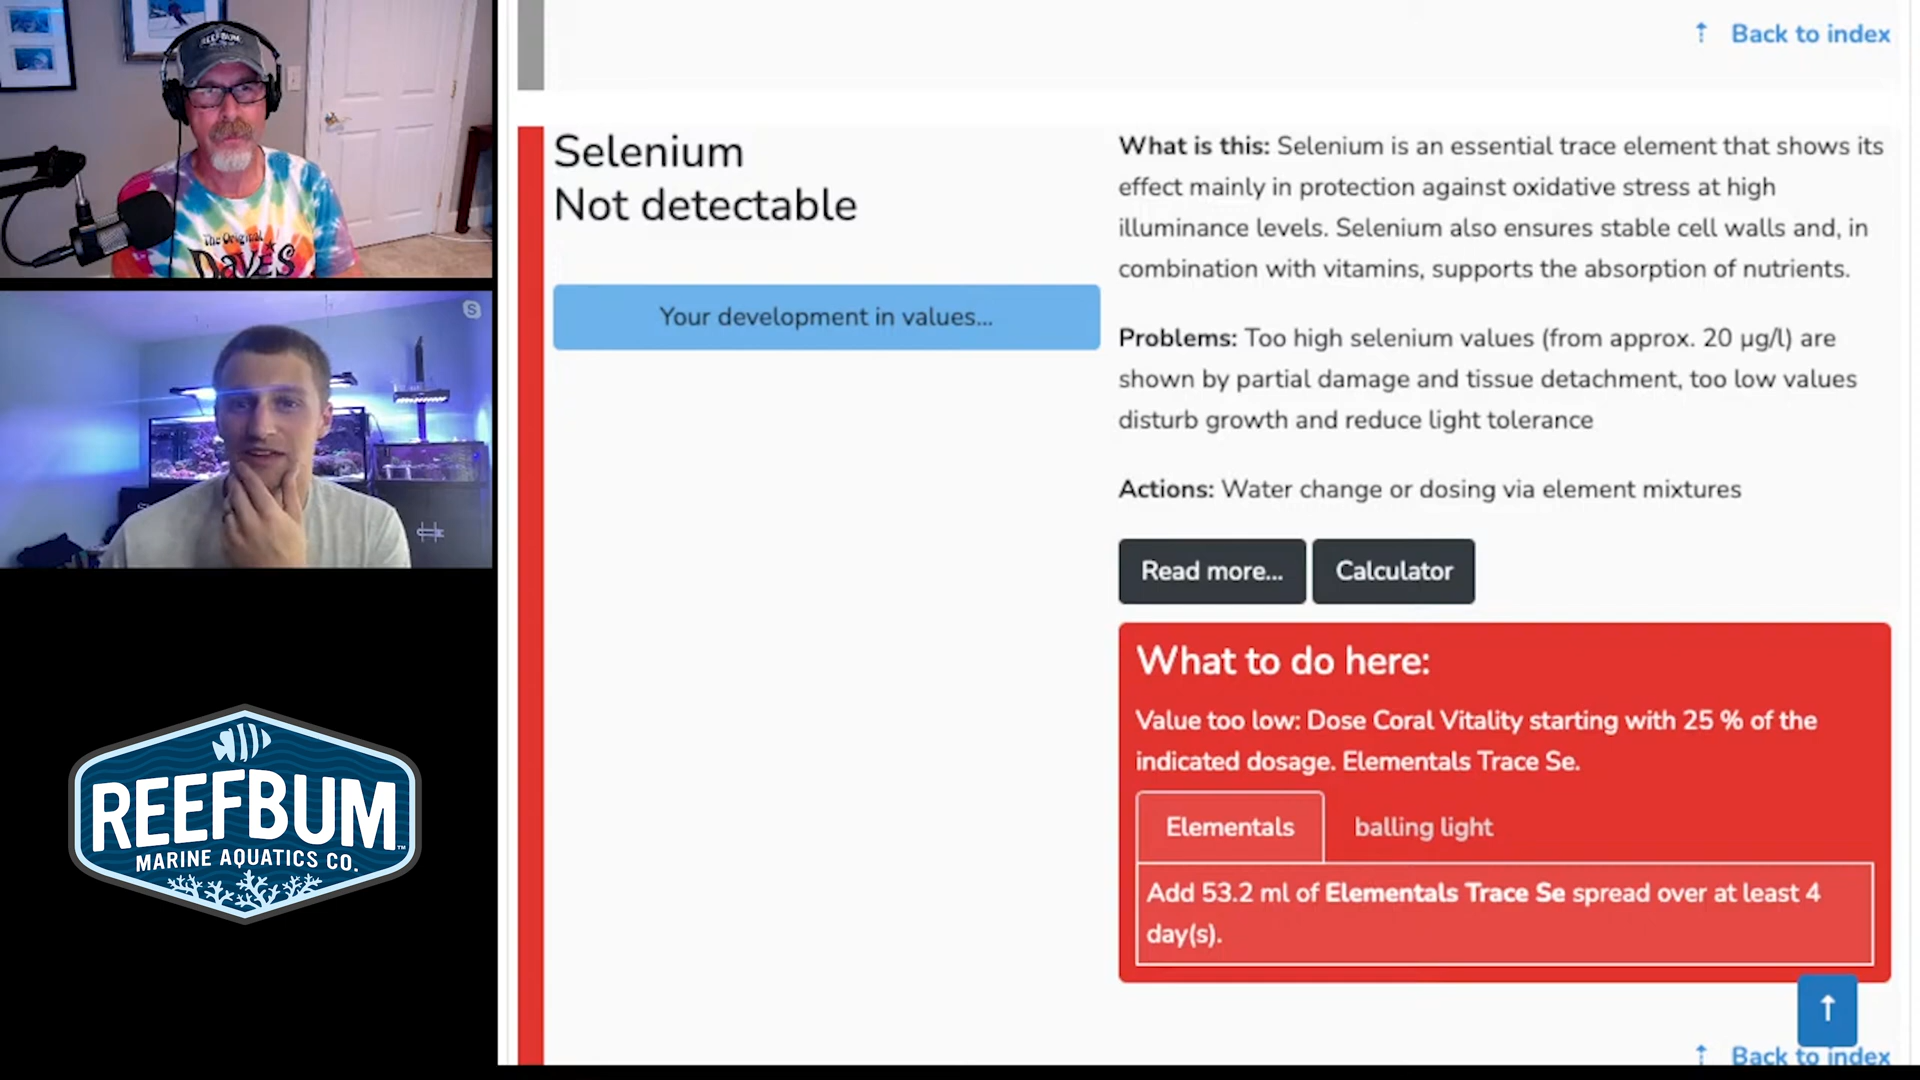 REEFBUM
The Original
DAVE'S
S
REEFBUM™
MARINE AQUATICS CO.
↑ Back to index
Selenium
Not detectable
Your development in values...
What is this: Selenium is an essential trace element that shows its
effect mainly in protection against oxidative stress at high
illuminance levels. Selenium also ensures stable cell walls and, in
combination with vitamins, supports the absorption of nutrients.
Problems: Too high selenium values (from approx. 20 µg/l) are
shown by partial damage and tissue detachment, too low values
disturb growth and reduce light tolerance
Actions: Water change or dosing via element mixtures
Read more...
Calculator
What to do here:
Value too low: Dose Coral Vitality starting with 25 % of the
indicated dosage. Elementals Trace Se.
Elementals
balling light
Add 53.2 ml of Elementals Trace Se spread over at least 4
day(s).
↑
↑ Back to index